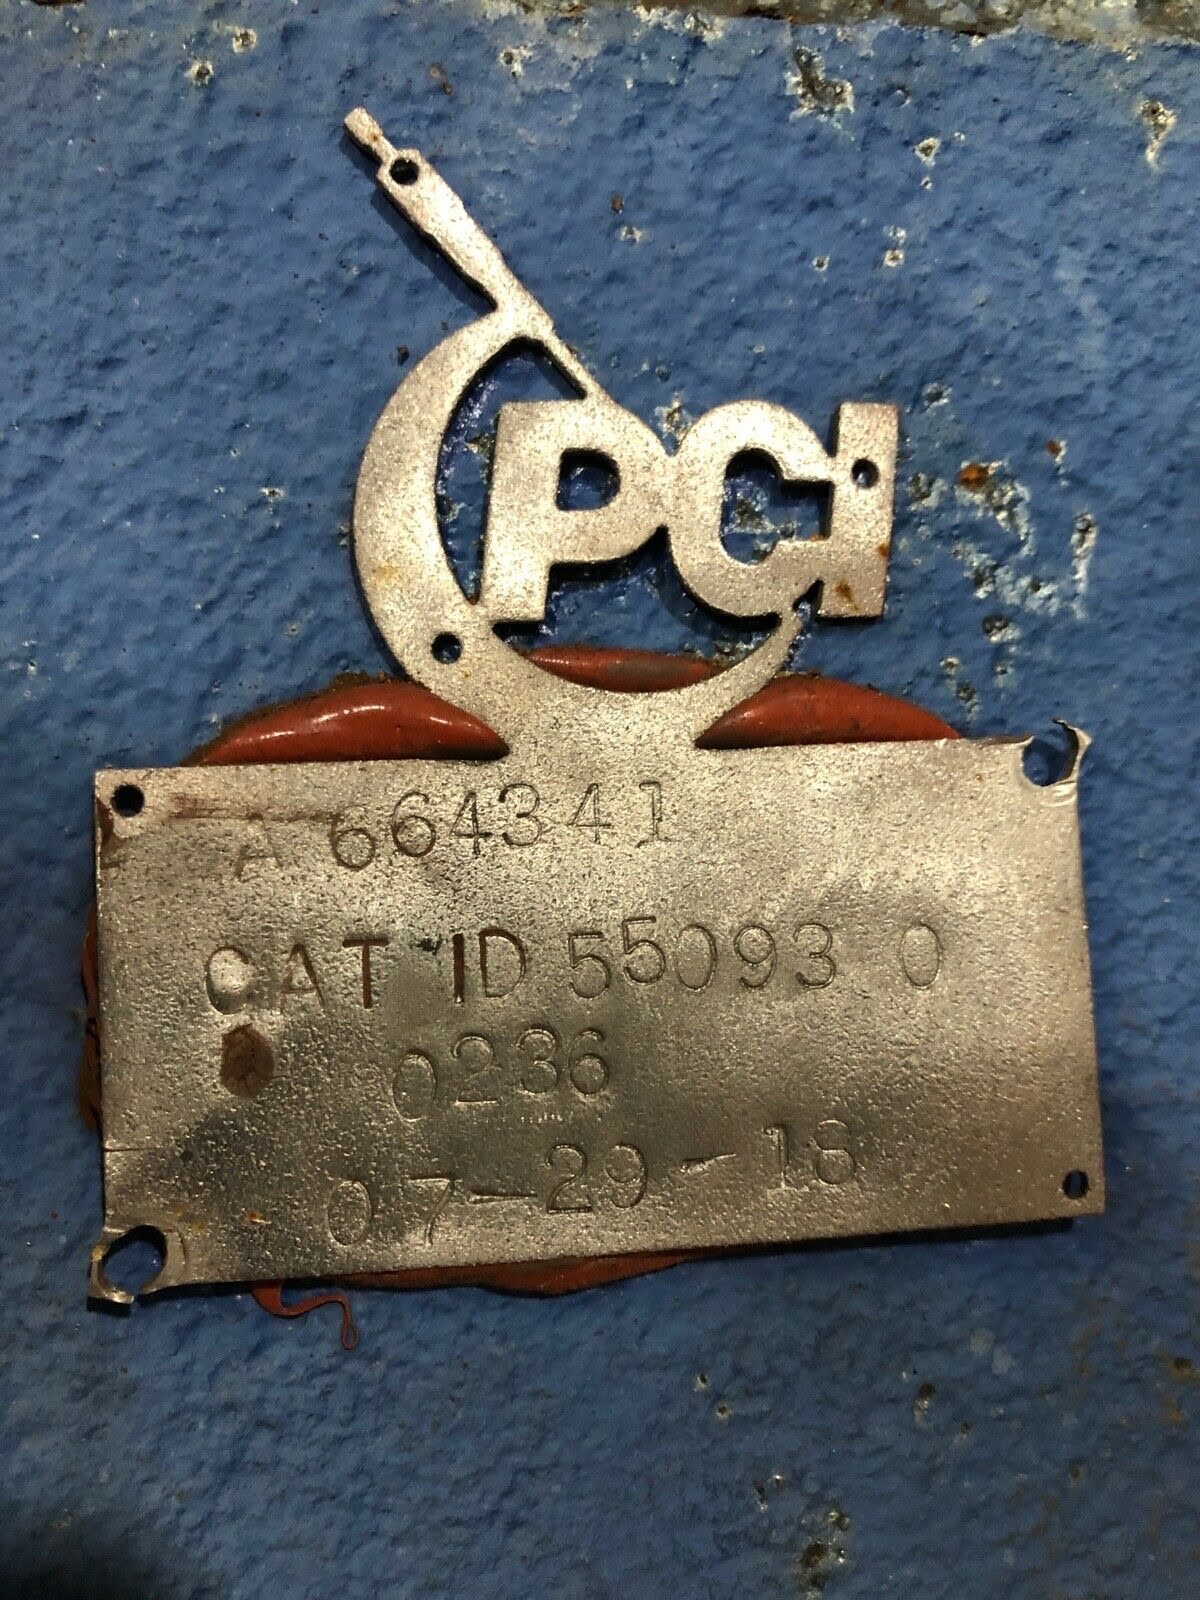 PCI
A 664341
CAT ID 55093 0
0236
07-29-18